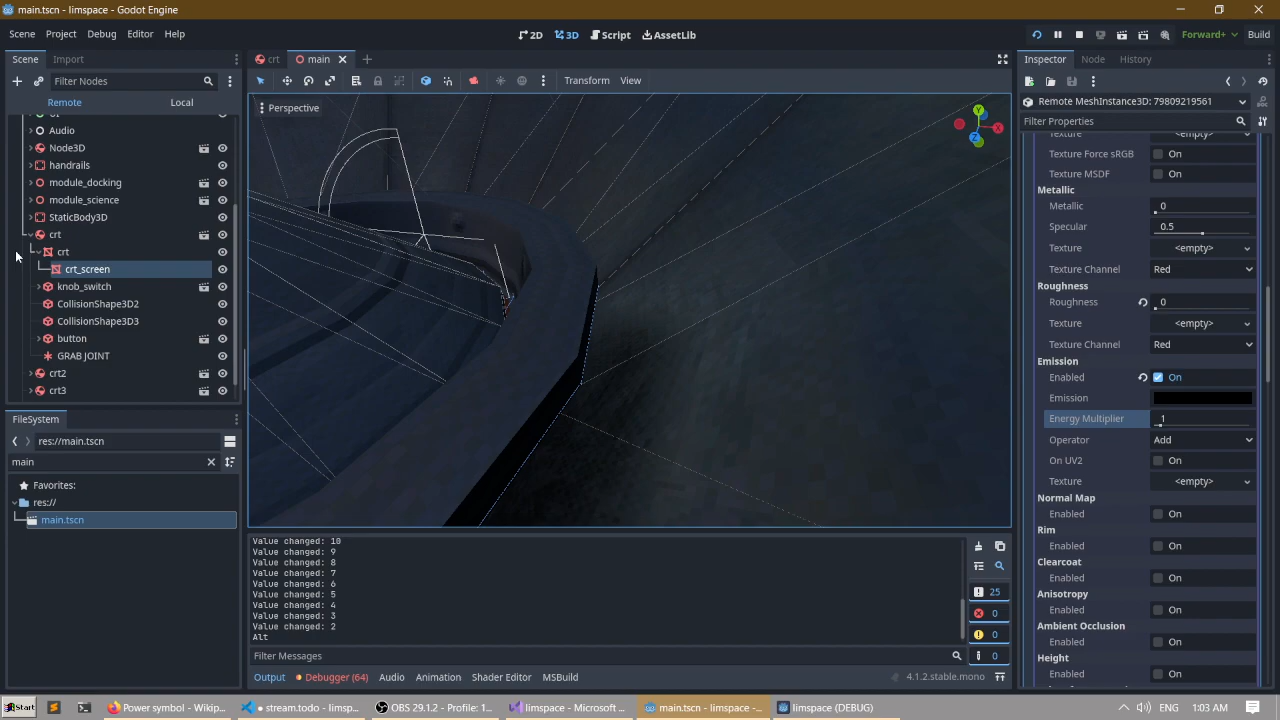 main.tscn - limspace - Godot Engine
Scene Project Debug Editor Help
2D 3D Script AssetLib
Forward+ Build
Scene Import
crt main
Inspector Node History
Filter Nodes
Transform View
Remote Local
Perspective
Y X Z
Remote MeshInstance3D: 79809219561
Filter Properties
Audio
Node3D
handrails
module_docking
module_science
StaticBody3D
crt
crt
crt_screen
knob_switch
CollisionShape3D2
CollisionShape3D3
button
GRAB JOINT
crt2
crt3
Texture <empty>
Texture Force sRGB On
Texture MSDF On
Metallic
Metallic 0
Specular 0.5
Texture <empty>
Texture Channel Red
Roughness
Roughness 0
Texture <empty>
Texture Channel Red
Emission
Enabled On
Emission
Energy Multiplier 1
Operator Add
On UV2 On
Texture <empty>
Normal Map
Enabled On
Rim
Enabled On
Clearcoat
Enabled On
Anisotropy
Enabled On
Ambient Occlusion
Enabled On
Height
Enabled On
FileSystem
res://main.tscn
main
Favorites:
res://
main.tscn
Value changed: 10
Value changed: 9
Value changed: 8
Value changed: 7
Value changed: 6
Value changed: 5
Value changed: 4
Value changed: 3
Value changed: 2
Alt
25
0
0
0
Filter Messages
Output Debugger (64) Audio Animation Shader Editor MSBuild
4.1.2.stable.mono
Start
Power symbol - Wikip...
● stream.todo - limsp...
OBS 29.1.2 - Profile: 1...
limspace - Microsoft ...
main.tscn - limspace -...
limspace (DEBUG)
1:03 AM